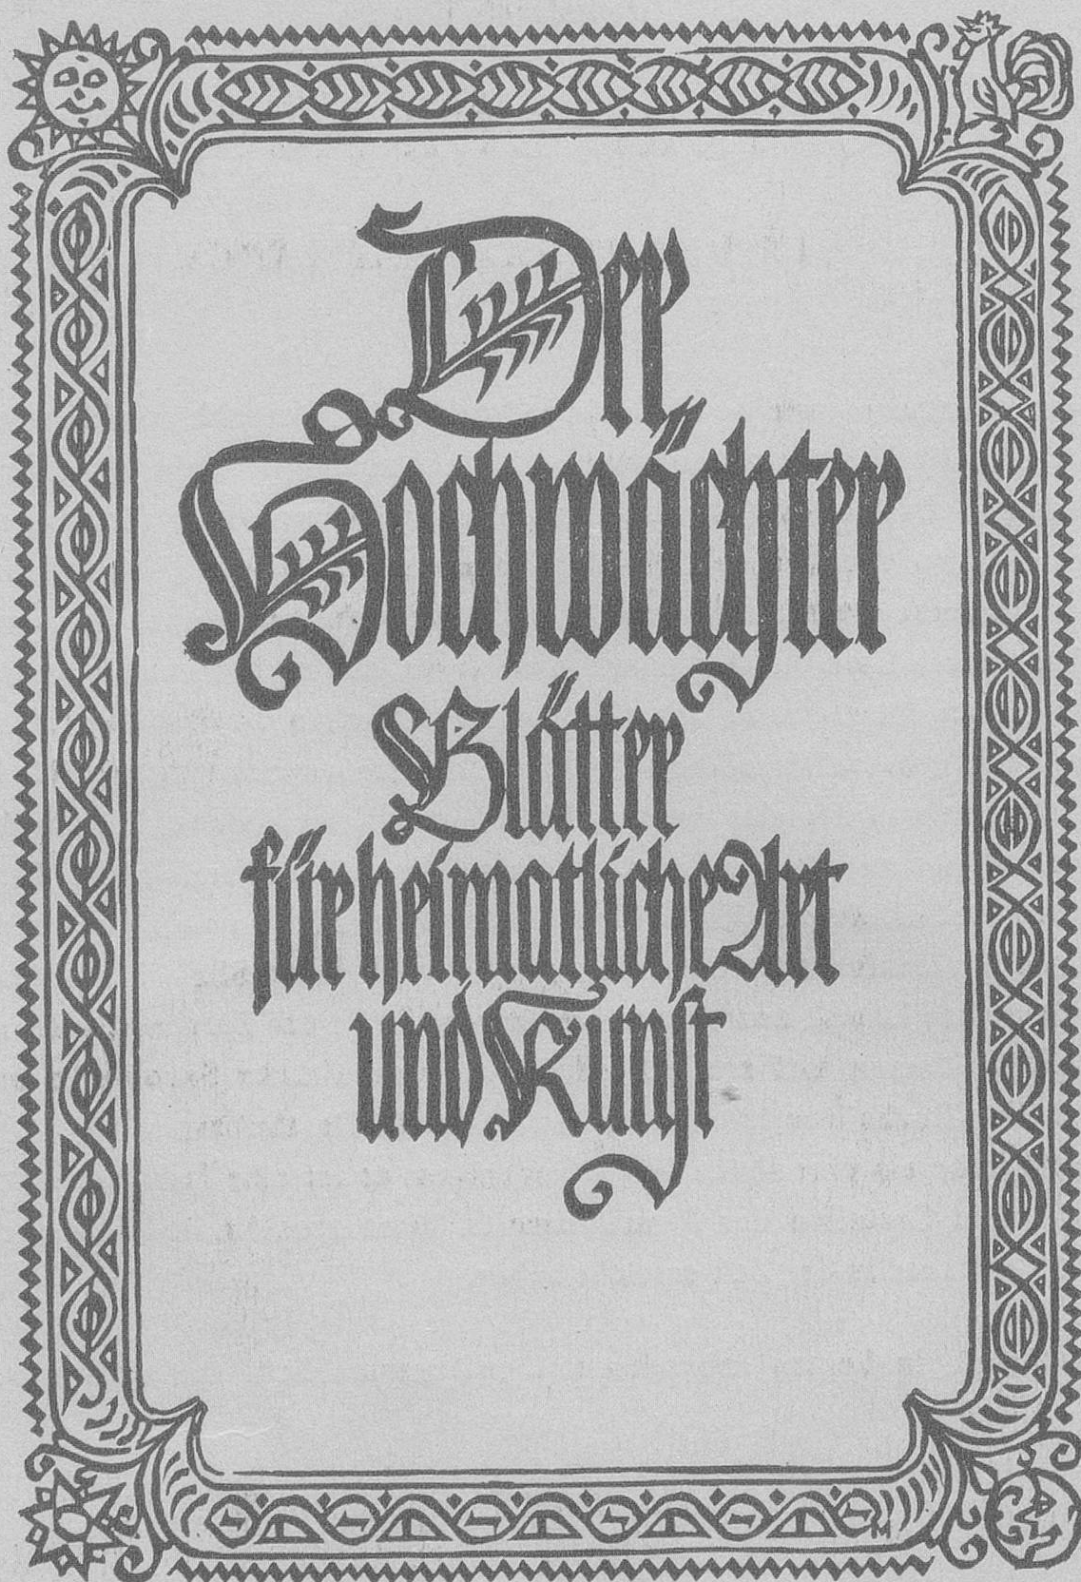 Der
Hochwächter
Blätter
für heimatliche Art
und Kunst